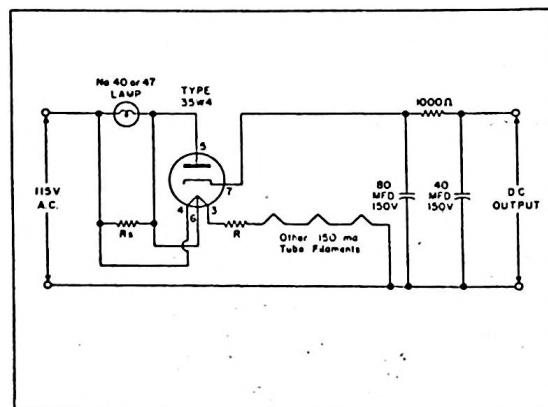 No 40 or 47
LAMP
TYPE
35W4
1000Ω
5
7
115V
A.C.
4
6
3
Rs
R
Other 150 ma
Tube Filaments
80
MFD
150V
40
MFD
150V
DC
OUTPUT